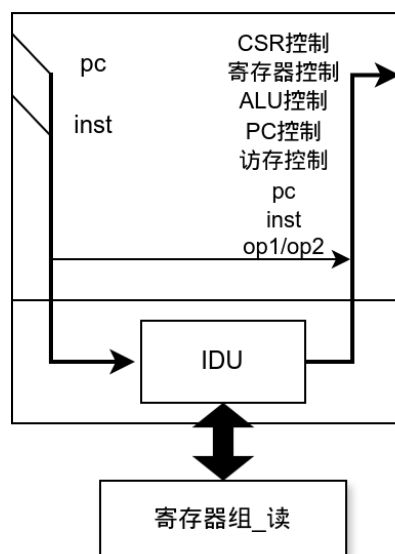 pc
inst
CSR控制
寄存器控制
ALU控制
PC控制
访存控制
pc
inst
op1/op2
IDU
寄存器组_读